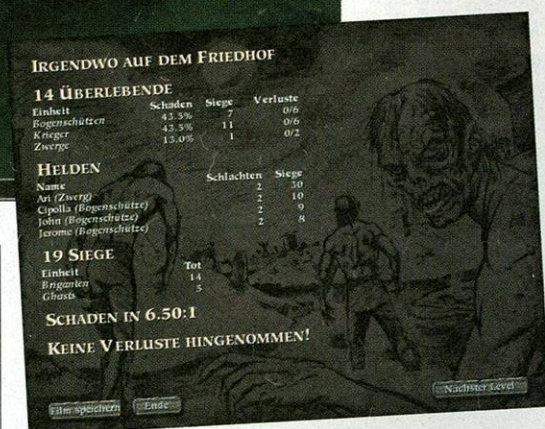 IRGENDWO AUF DEM FRIEDHOF
14 ÜBERLEBENDE
Einheit Schaden Siege Verluste
Bogenschützen 43.5% 7 0/6
Krieger 43.5% 11 0/6
Zwerge 13.0% 1 0/2
HELDEN
Name Schlachten Siege
Ari (Zwerg) 2 30
Cipolla (Bogenschütze) 2 10
John (Bogenschütze) 2 9
Jerome (Bogenschütze) 2 8
19 SIEGE
Einheit Tot
Briganten 14
Ghasts 5
SCHADEN IN 6.50:1
KEINE VERLUSTE HINGENOMMEN!
Film speichern Ende Nächster Level